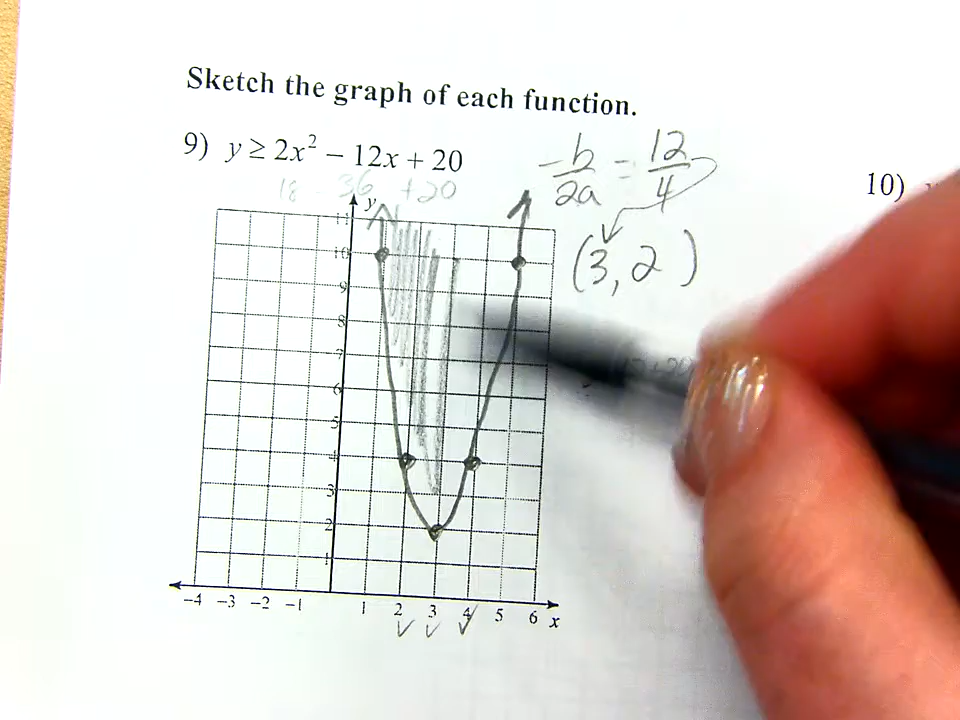 Sketch the graph of each function.
9) y ≥ 2x² − 12x + 20
−b/2a = 12/4
18 − 36 + 20
(3, 2)
10)
y
11
10
9
8
7
6
5
4
3
2
1
−4 −3 −2 −1 1 2 3 4 5 6 x